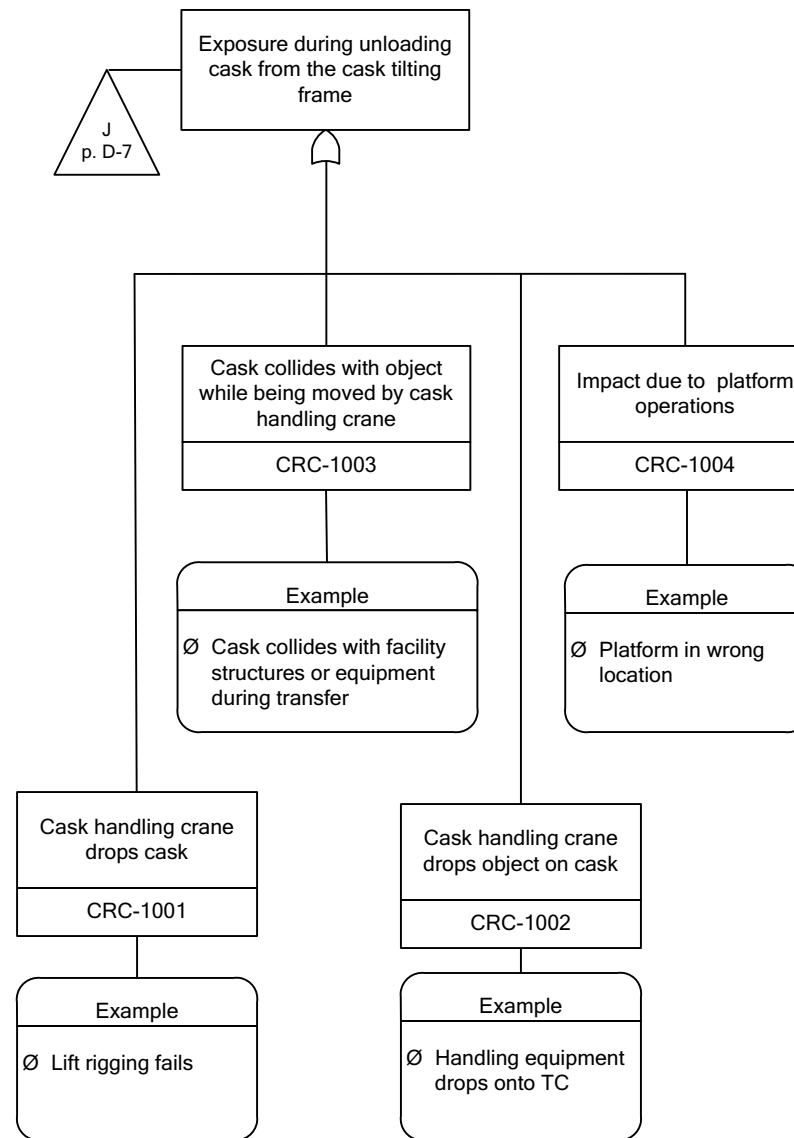 Exposure during unloading
cask from the cask tilting
frame
J
p. D-7
Cask collides with object
while being moved by cask
handling crane
CRC-1003
Impact due to platform
operations
CRC-1004
Example
Ø Cask collides with facility
structures or equipment
during transfer
Example
Ø Platform in wrong
location
Cask handling crane
drops cask
CRC-1001
Cask handling crane
drops object on cask
CRC-1002
Example
Ø Lift rigging fails
Example
Ø Handling equipment
drops onto TC